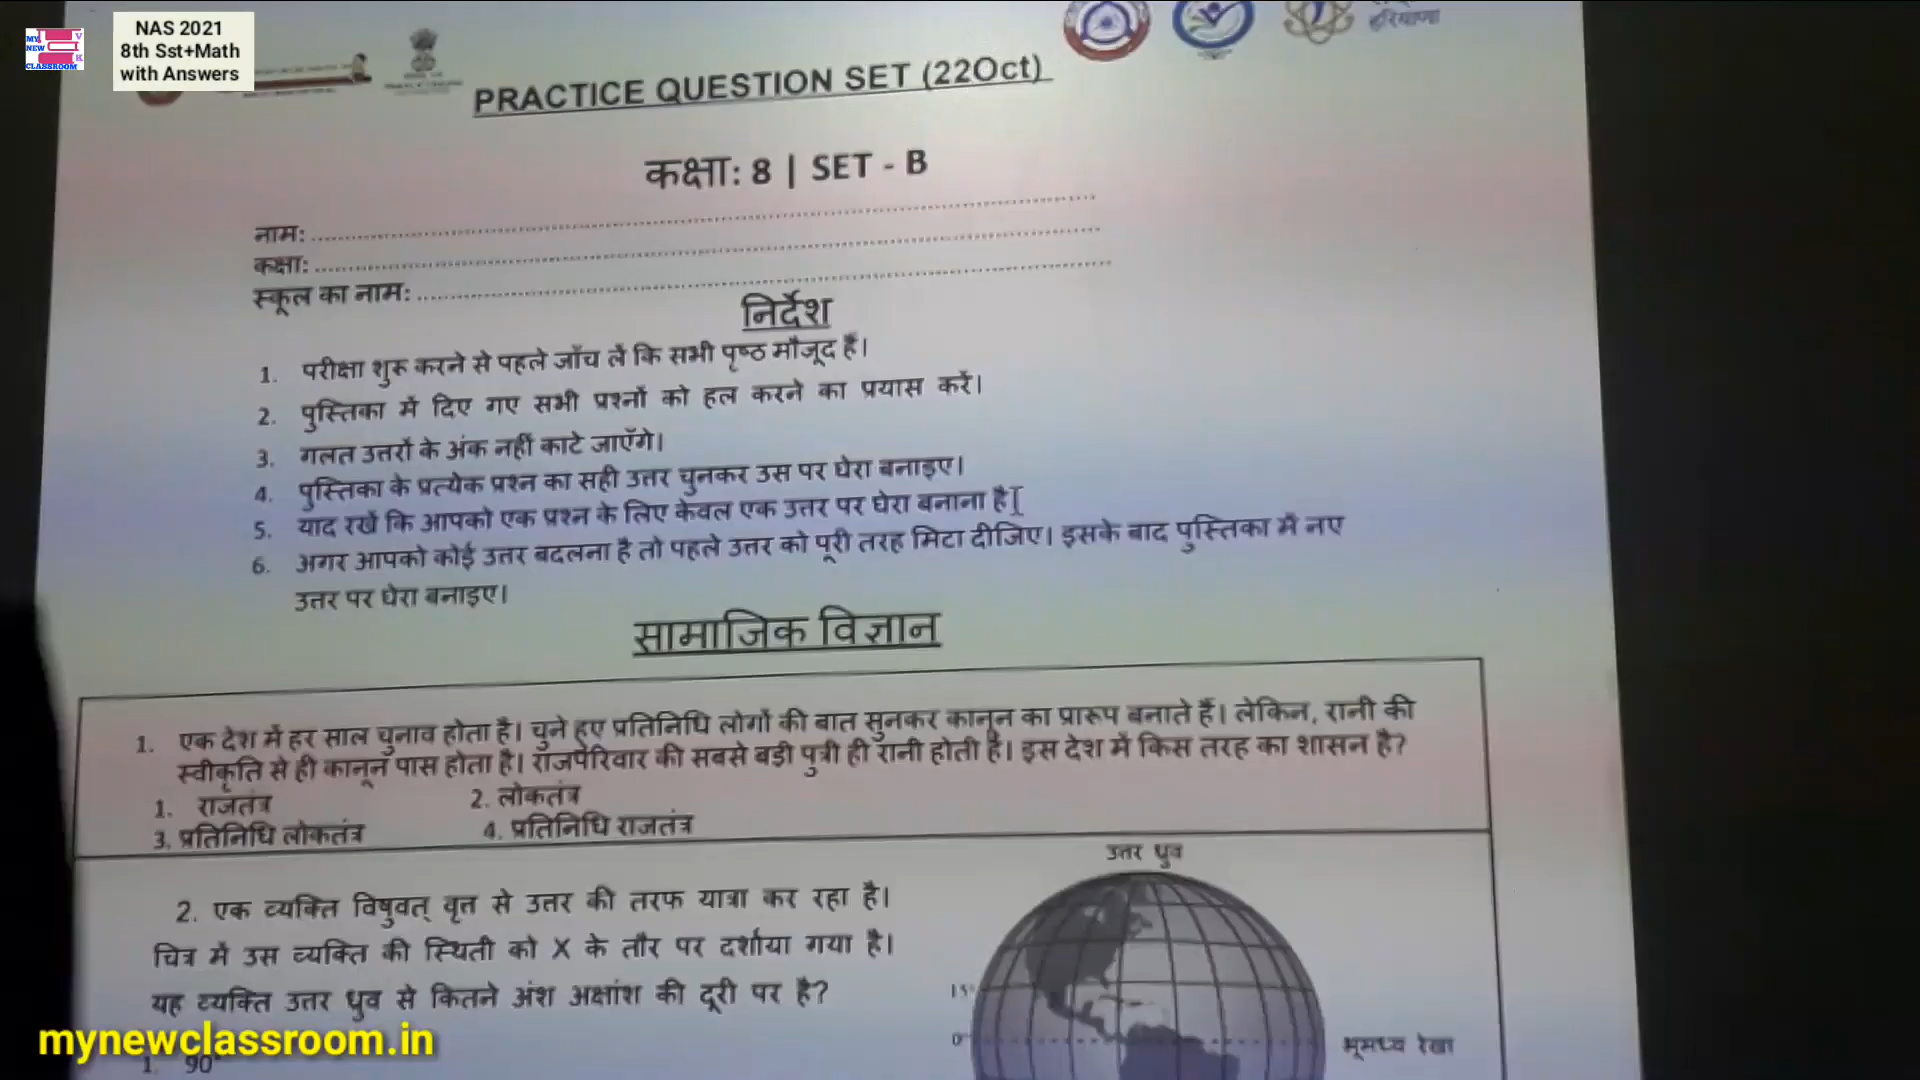 MY NEW CLASSROOM V K
NAS 2021
8th Sst+Math
with Answers
हरियाणा
PRACTICE QUESTION SET (22Oct)
कक्षा: 8 | SET - B
नाम:
कक्षा:
स्कूल का नाम:
निर्देश
1. परीक्षा शुरू करने से पहले जाँच लें कि सभी पृष्ठ मौजूद हैं।
2. पुस्तिका में दिए गए सभी प्रश्नों को हल करने का प्रयास करें।
3. गलत उत्तरों के अंक नहीं काटे जाएँगे।
4. पुस्तिका के प्रत्येक प्रश्न का सही उत्तर चुनकर उस पर घेरा बनाइए।
5. याद रखें कि आपको एक प्रश्न के लिए केवल एक उत्तर पर घेरा बनाना है।
6. अगर आपको कोई उत्तर बदलना है तो पहले उत्तर को पूरी तरह मिटा दीजिए। इसके बाद पुस्तिका में नए
उत्तर पर घेरा बनाइए।
सामाजिक विज्ञान
1. एक देश में हर साल चुनाव होता है। चुने हुए प्रतिनिधि लोगों की बात सुनकर कानून का प्रारूप बनाते हैं। लेकिन, रानी की
स्वीकृति से ही कानून पास होता है। राजपरिवार की सबसे बड़ी पुत्री ही रानी होती है। इस देश में किस तरह का शासन है?
1. राजतंत्र 2. लोकतंत्र
3. प्रतिनिधि लोकतंत्र 4. प्रतिनिधि राजतंत्र
2. एक व्यक्ति विषुवत् वृत्त से उत्तर की तरफ यात्रा कर रहा है।
चित्र में उस व्यक्ति की स्थिती को X के तौर पर दर्शाया गया है।
यह व्यक्ति उत्तर ध्रुव से कितने अंश अक्षांश की दूरी पर है?
1. 90°
उत्तर ध्रुव
15°
0°
भूमध्य रेखा
mynewclassroom.in